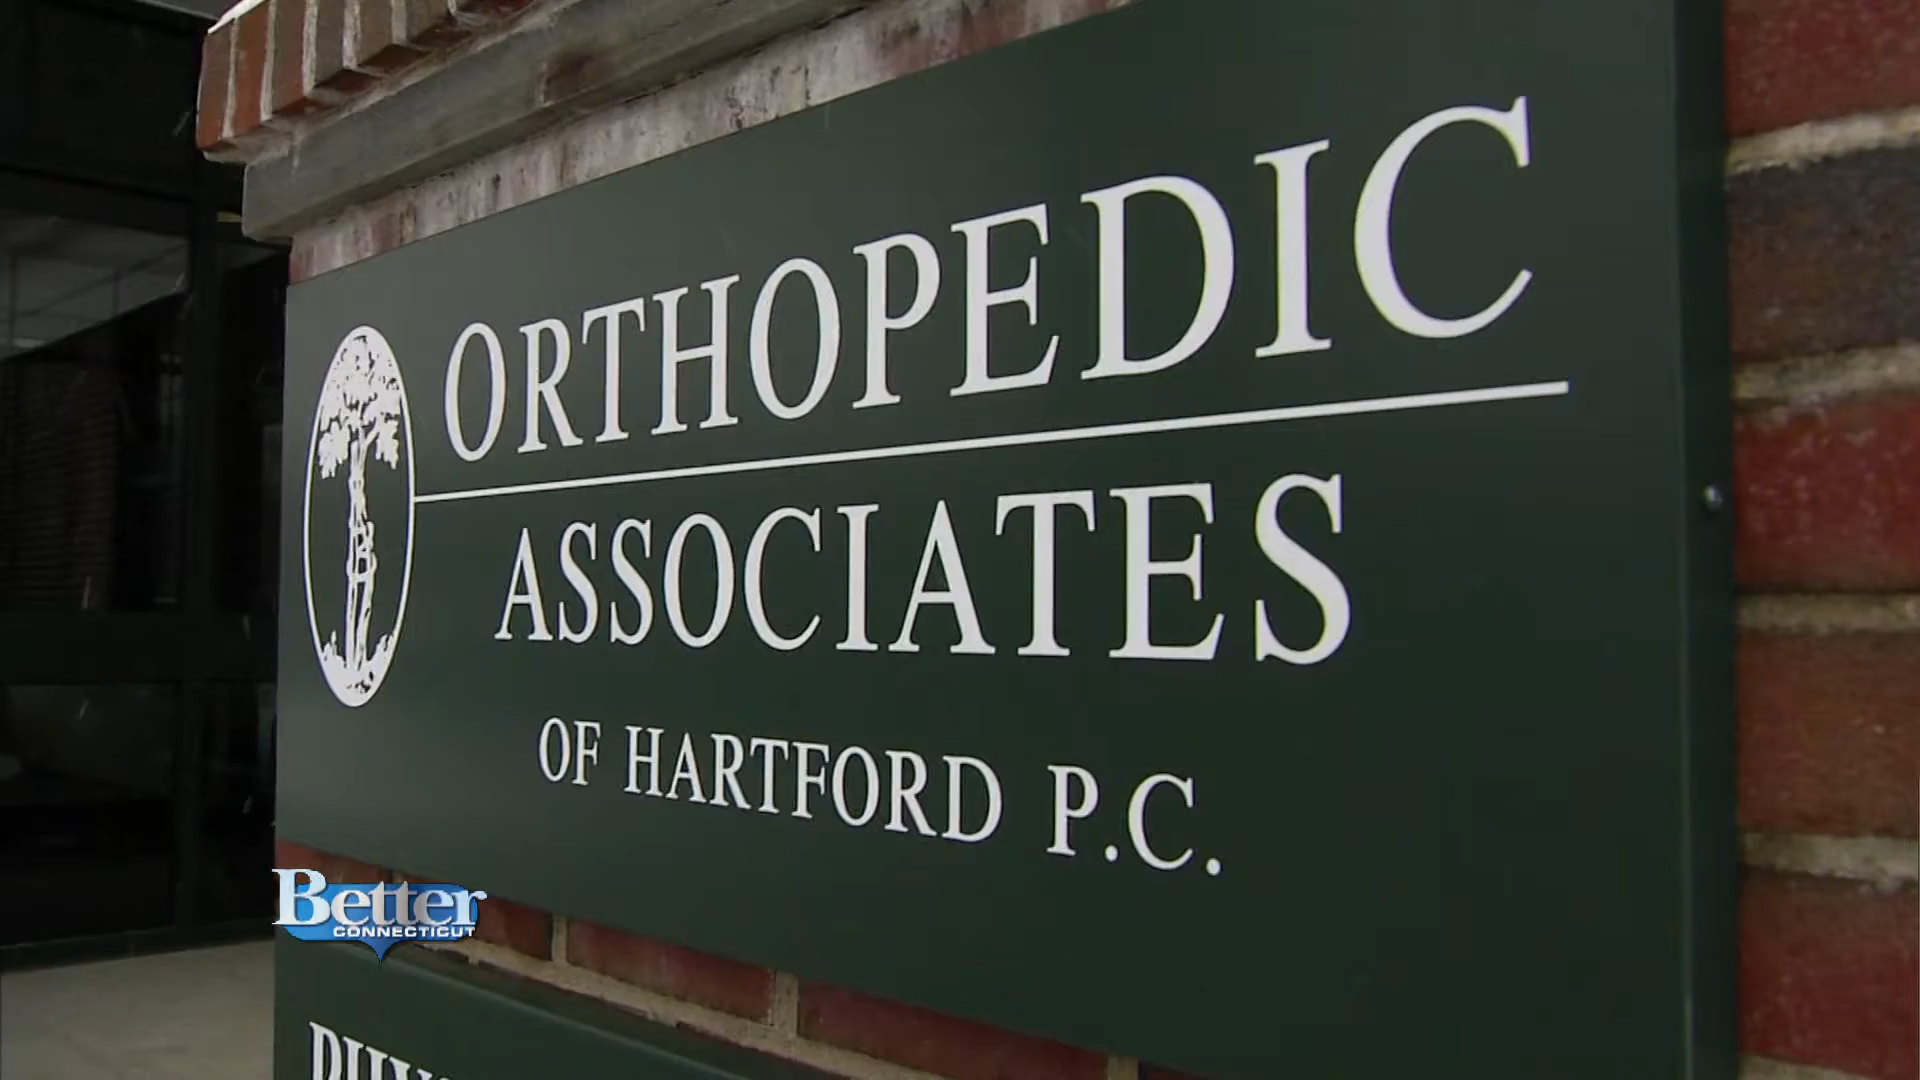 ORTHOPEDIC
ASSOCIATES
OF HARTFORD P.C.
Better
CONNECTICUT